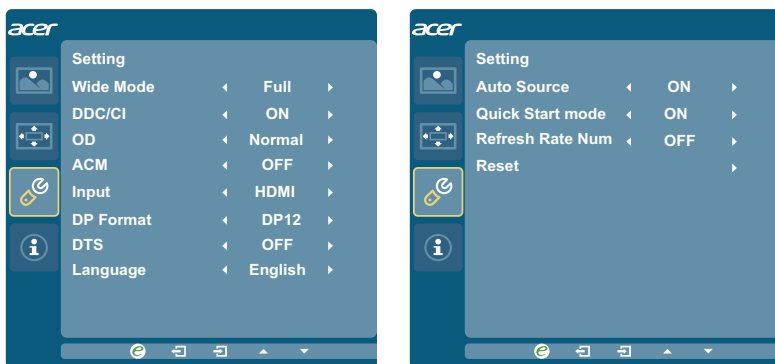 acer
Setting
Wide Mode Full
DDC/CI ON
OD Normal
ACM OFF
Input HDMI
DP Format DP12
DTS OFF
Language English
acer
Setting
Auto Source ON
Quick Start mode ON
Refresh Rate Num OFF
Reset